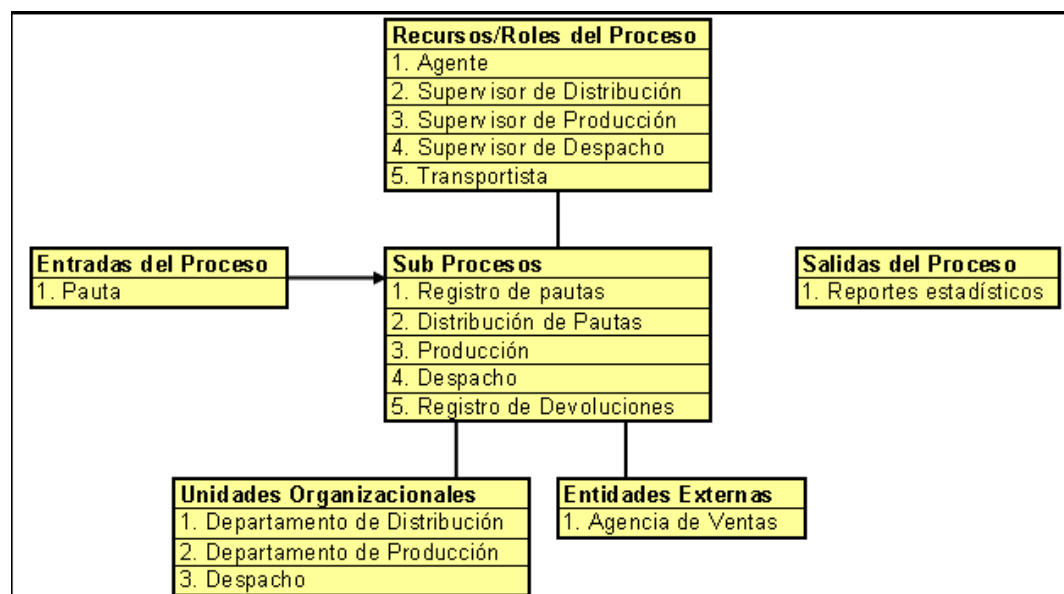 Recursos/Roles del Proceso
1. Agente
2. Supervisor de Distribución
3. Supervisor de Producción
4. Supervisor de Despacho
5. Transportista
Entradas del Proceso
1. Pauta
Sub Procesos
1. Registro de pautas
2. Distribución de Pautas
3. Producción
4. Despacho
5. Registro de Devoluciones
Salidas del Proceso
1. Reportes estadísticos
Unidades Organizacionales
1. Departamento de Distribución
2. Departamento de Producción
3. Despacho
Entidades Externas
1. Agencia de Ventas